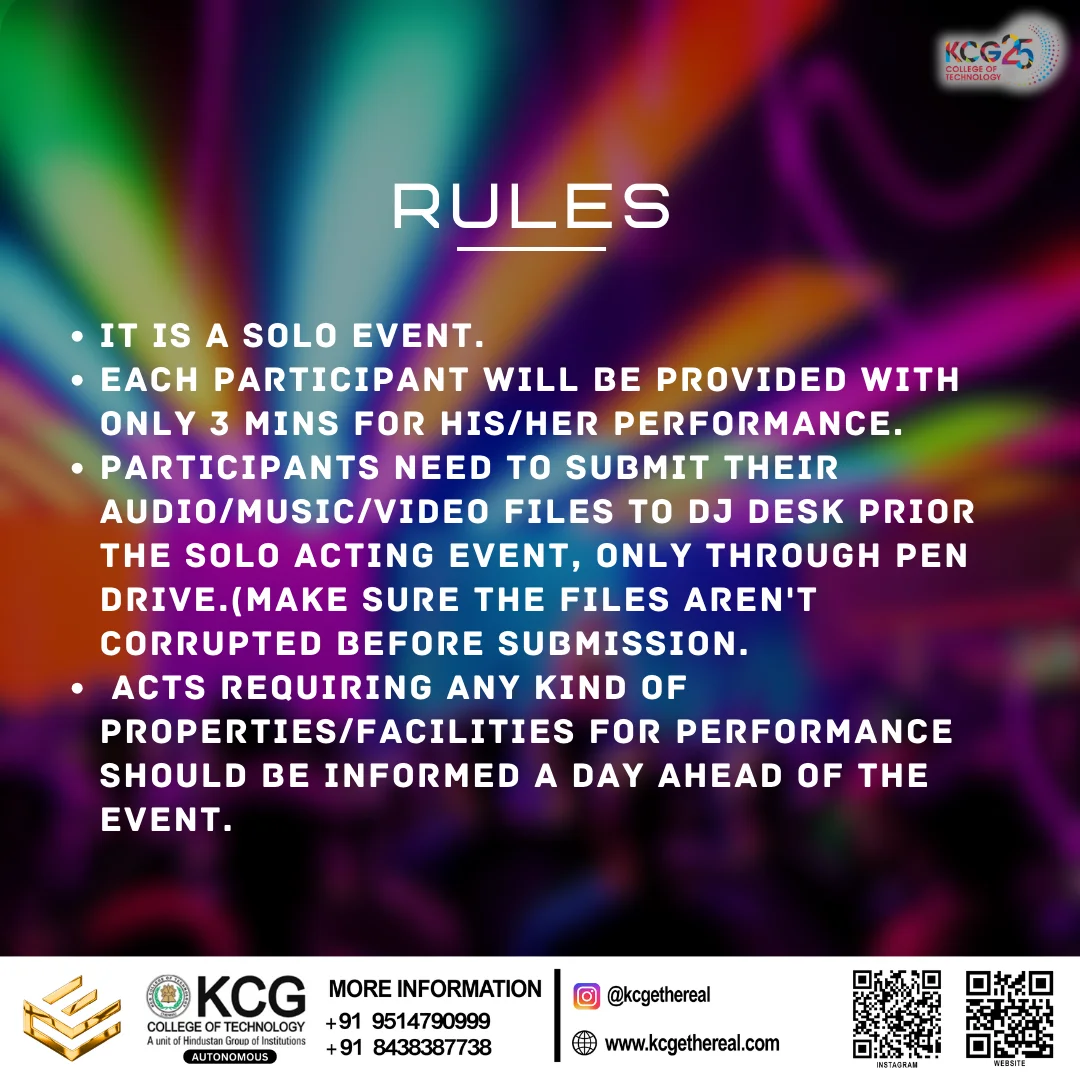 KCG25
COLLEGE OF
TECHNOLOGY
RULES
• IT IS A SOLO EVENT.
• EACH PARTICIPANT WILL BE PROVIDED WITH
ONLY 3 MINS FOR HIS/HER PERFORMANCE.
• PARTICIPANTS NEED TO SUBMIT THEIR
AUDIO/MUSIC/VIDEO FILES TO DJ DESK PRIOR
THE SOLO ACTING EVENT, ONLY THROUGH PEN
DRIVE.(MAKE SURE THE FILES AREN'T
CORRUPTED BEFORE SUBMISSION.
• ACTS REQUIRING ANY KIND OF
PROPERTIES/FACILITIES FOR PERFORMANCE
SHOULD BE INFORMED A DAY AHEAD OF THE
EVENT.
KCG
COLLEGE OF TECHNOLOGY
A unit of Hindustan Group of Institutions
AUTONOMOUS
MORE INFORMATION
+91 9514790999
+91 8438387738
@kcgethereal
www.kcgethereal.com
INSTAGRAM
WEBSITE